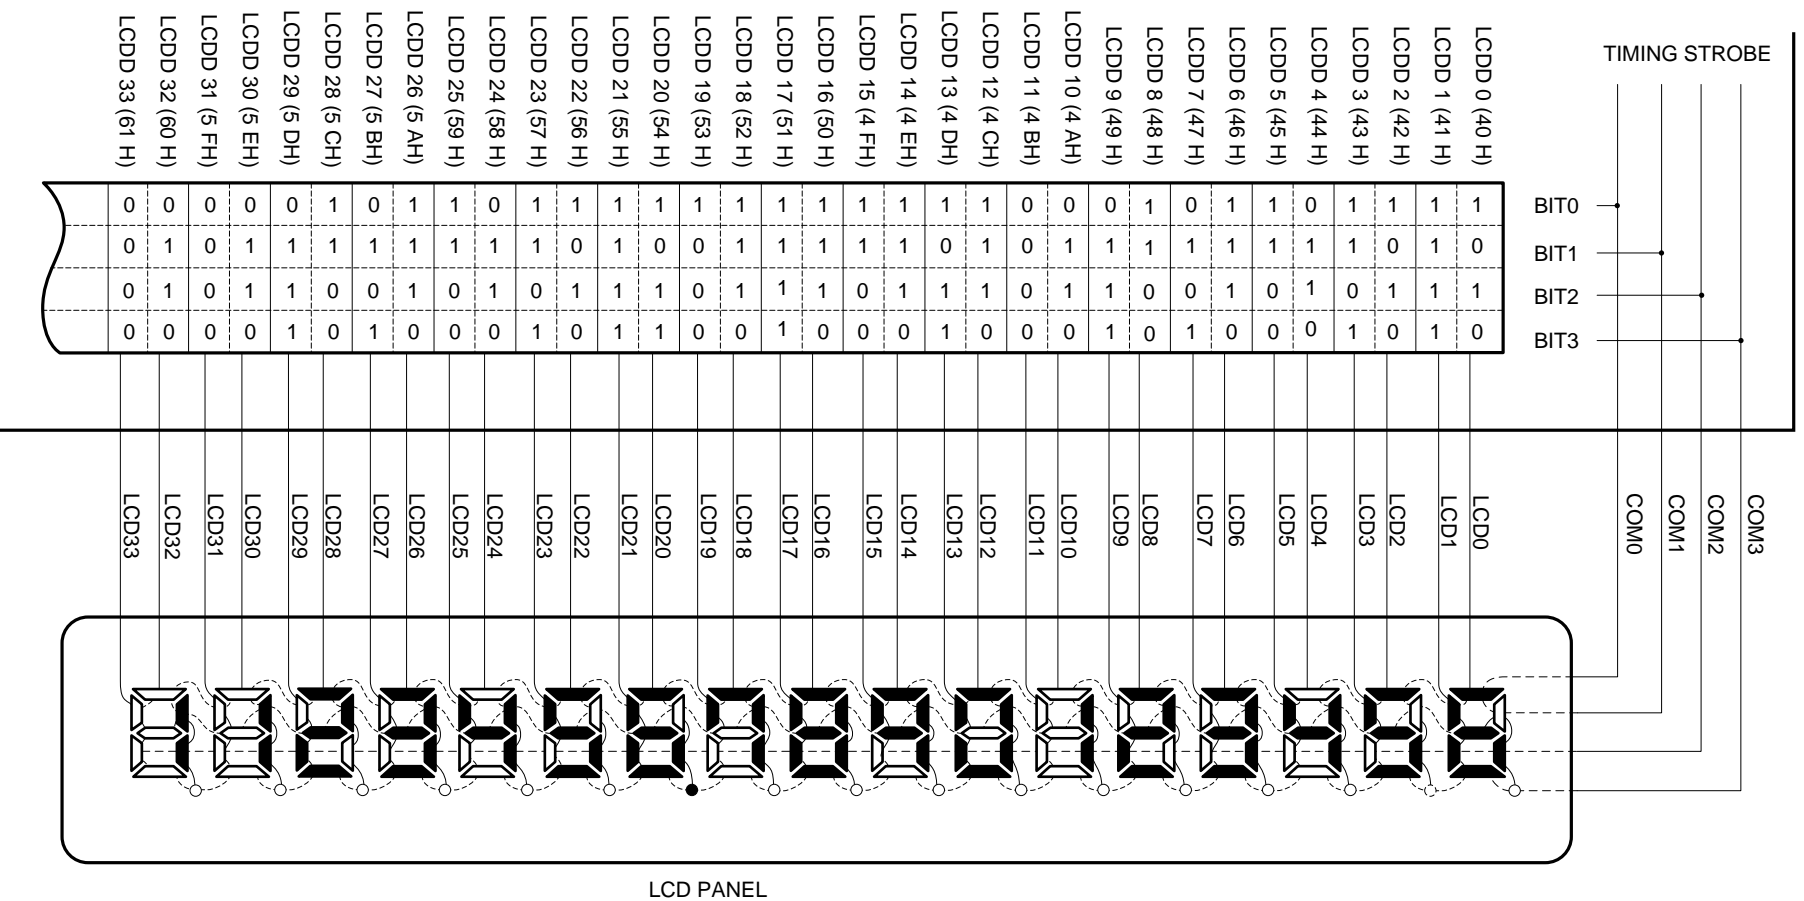 LCDD 33 (61 H)
LCDD 32 (60 H)
LCDD 31 (5 FH)
LCDD 30 (5 EH)
LCDD 29 (5 DH)
LCDD 28 (5 CH)
LCDD 27 (5 BH)
LCDD 26 (5 AH)
LCDD 25 (59 H)
LCDD 24 (58 H)
LCDD 23 (57 H)
LCDD 22 (56 H)
LCDD 21 (55 H)
LCDD 20 (54 H)
LCDD 19 (53 H)
LCDD 18 (52 H)
LCDD 17 (51 H)
LCDD 16 (50 H)
LCDD 15 (4 FH)
LCDD 14 (4 EH)
LCDD 13 (4 DH)
LCDD 12 (4 CH)
LCDD 11 (4 BH)
LCDD 10 (4 AH)
LCDD 9 (49 H)
LCDD 8 (48 H)
LCDD 7 (47 H)
LCDD 6 (46 H)
LCDD 5 (45 H)
LCDD 4 (44 H)
LCDD 3 (43 H)
LCDD 2 (42 H)
LCDD 1 (41 H)
LCDD 0 (40 H)
TIMING STROBE
0 0 0 0 0 1 0 1 1 0 1 1 1 1 1 1 1 1 1 1 1 1 0 0 0 1 0 1 1 0 1 1 1 1 BIT0
0 1 0 1 1 1 1 1 1 1 1 0 1 0 0 1 1 1 1 1 0 1 0 1 1 1 1 1 1 1 1 0 1 0 BIT1
0 1 0 1 1 0 0 1 0 1 0 1 1 1 0 1 1 1 0 1 1 1 0 1 1 0 0 1 0 1 0 1 1 1 BIT2
0 0 0 0 1 0 1 0 0 0 1 0 1 1 0 0 1 0 0 0 1 0 0 0 1 0 1 0 0 0 1 0 1 0 BIT3
LCD33
LCD32
LCD31
LCD30
LCD29
LCD28
LCD27
LCD26
LCD25
LCD24
LCD23
LCD22
LCD21
LCD20
LCD19
LCD18
LCD17
LCD16
LCD15
LCD14
LCD13
LCD12
LCD11
LCD10
LCD9
LCD8
LCD7
LCD6
LCD5
LCD4
LCD3
LCD2
LCD1
LCD0
COM0
COM1
COM2
COM3
LCD PANEL